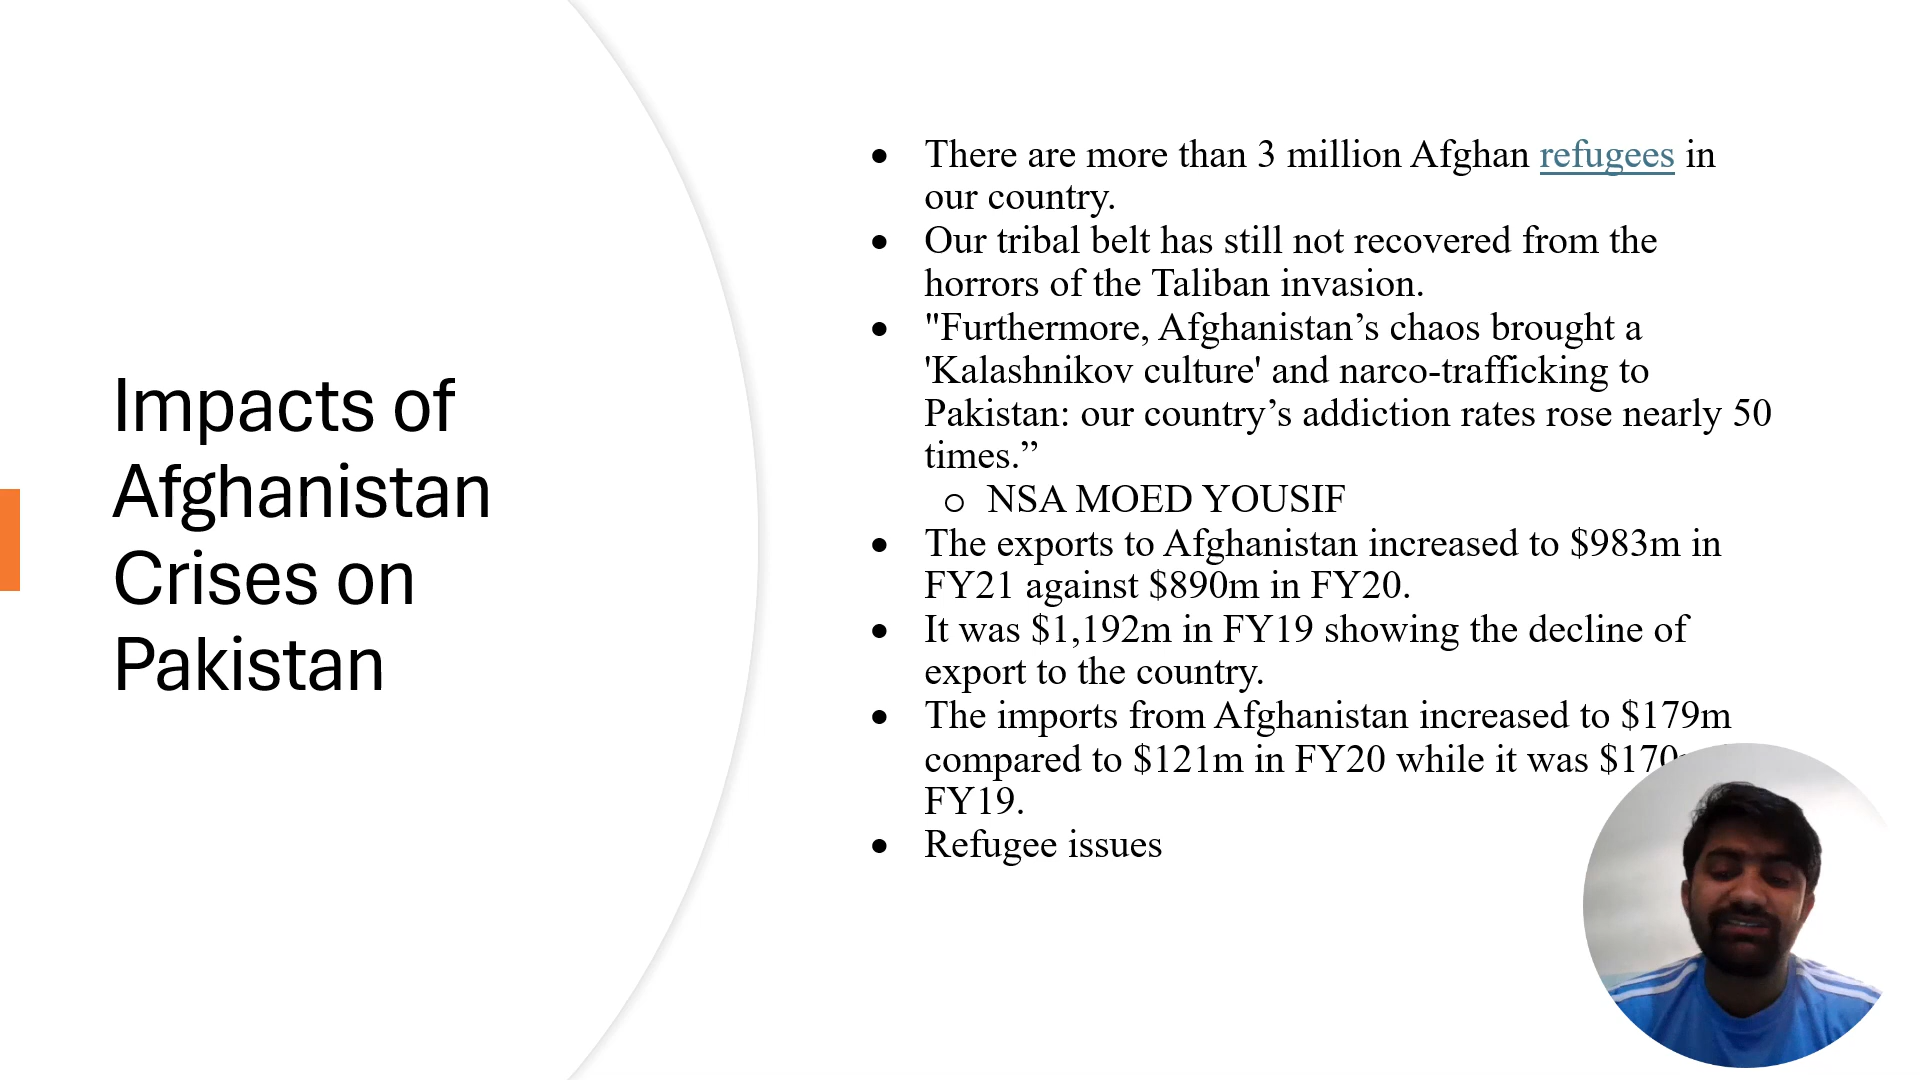 Impacts of
Afghanistan
Crises on
Pakistan
• There are more than 3 million Afghan refugees in
our country.
• Our tribal belt has still not recovered from the
horrors of the Taliban invasion.
• "Furthermore, Afghanistan’s chaos brought a
'Kalashnikov culture' and narco-trafficking to
Pakistan: our country’s addiction rates rose nearly 50
times.”
o NSA MOED YOUSIF
• The exports to Afghanistan increased to $983m in
FY21 against $890m in FY20.
• It was $1,192m in FY19 showing the decline of
export to the country.
• The imports from Afghanistan increased to $179m
compared to $121m in FY20 while it was
FY19.
• Refugee issues